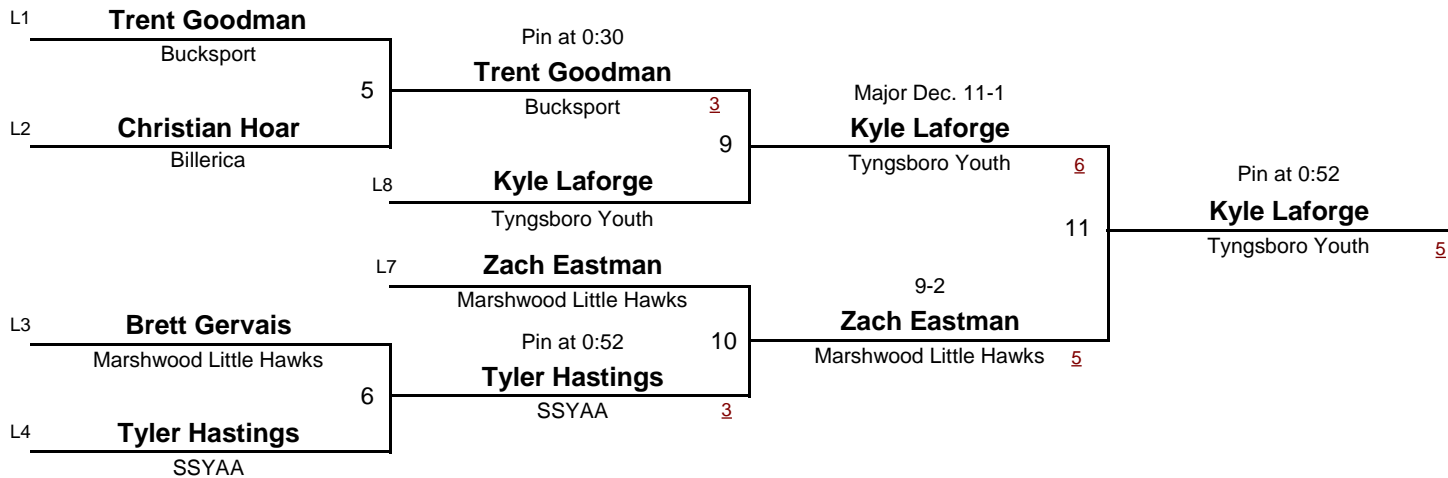 L1 Trent Goodman
Bucksport
5
L2 Christian Hoar
Billerica
Pin at 0:30
Trent Goodman
Bucksport 3
9
L8 Kyle Laforge
Tyngsboro Youth
L7 Zach Eastman
Marshwood Little Hawks
L3 Brett Gervais
Marshwood Little Hawks
6
L4 Tyler Hastings
SSYAA
Pin at 0:52
10
Tyler Hastings
SSYAA 3
Major Dec. 11-1
Kyle Laforge
Tyngsboro Youth 6
11
9-2
Zach Eastman
Marshwood Little Hawks 5
Pin at 0:52
Kyle Laforge
Tyngsboro Youth 5